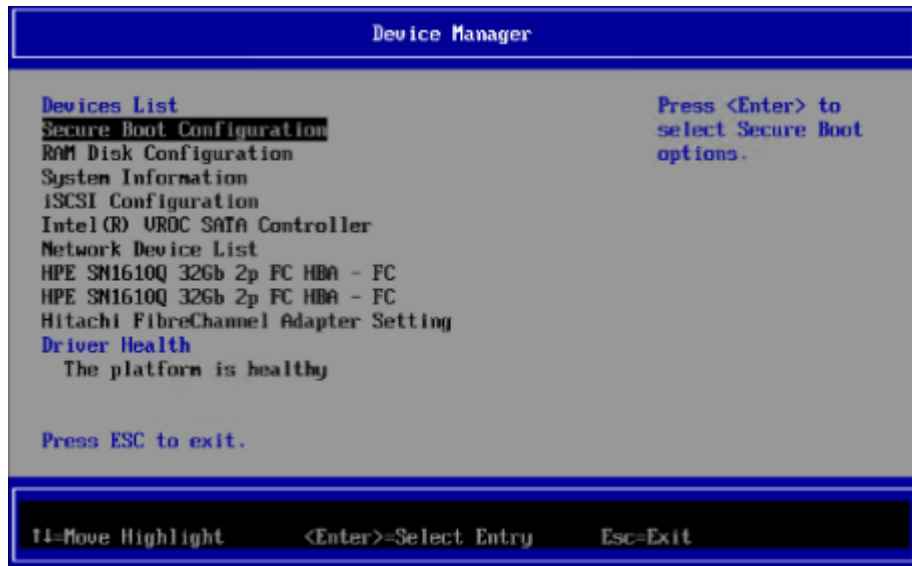 Device Manager
Devices List
Secure Boot Configuration
RAM Disk Configuration
System Information
iSCSI Configuration
Intel(R) VROC SATA Controller
Network Device List
HPE SN1610Q 32Gb 2p FC HBA - FC
HPE SN1610Q 32Gb 2p FC HBA - FC
Hitachi FibreChannel Adapter Setting
Driver Health
The platform is healthy
Press ESC to exit.
Press <Enter> to
select Secure Boot
options.
↑↓=Move Highlight <Enter>=Select Entry Esc=Exit